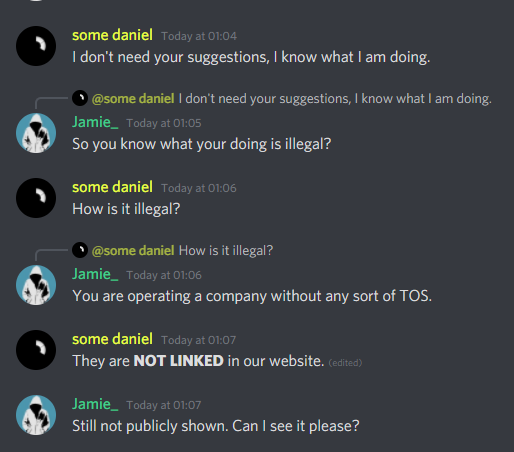 some daniel Today at 01:04
I don't need your suggestions, I know what I am doing.
@some daniel I don't need your suggestions, I know what I am doing.
Jamie_ Today at 01:05
So you know what your doing is illegal?
some daniel Today at 01:06
How is it illegal?
@some daniel How is it illegal?
Jamie_ Today at 01:06
You are operating a company without any sort of TOS.
some daniel Today at 01:07
They are NOT LINKED in our website. (edited)
Jamie_ Today at 01:07
Still not publicly shown. Can I see it please?